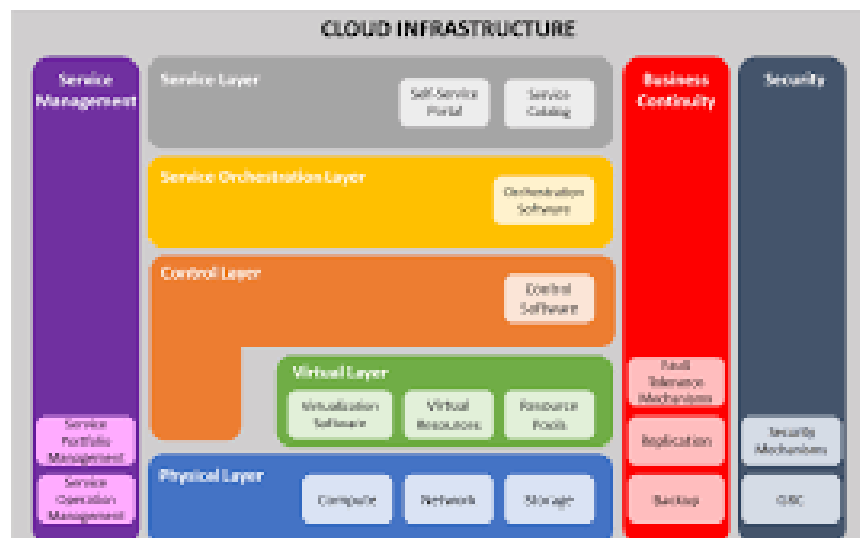 CLOUD INFRASTRUCTURE
Service
Management
Service Layer
Self-Service
Portal
Service
Catalog
Business
Continuity
Security
Service Orchestration Layer
Orchestration
Software
Control Layer
Control
Software
Virtual Layer
Virtualization
Software
Virtual
Resources
Resource
Pools
Fault
Tolerance
Mechanisms
Service
Portfolio
Management
Replication
Security
Mechanisms
Physical Layer
Service
Operation
Management
Compute
Network
Storage
Backup
GRC